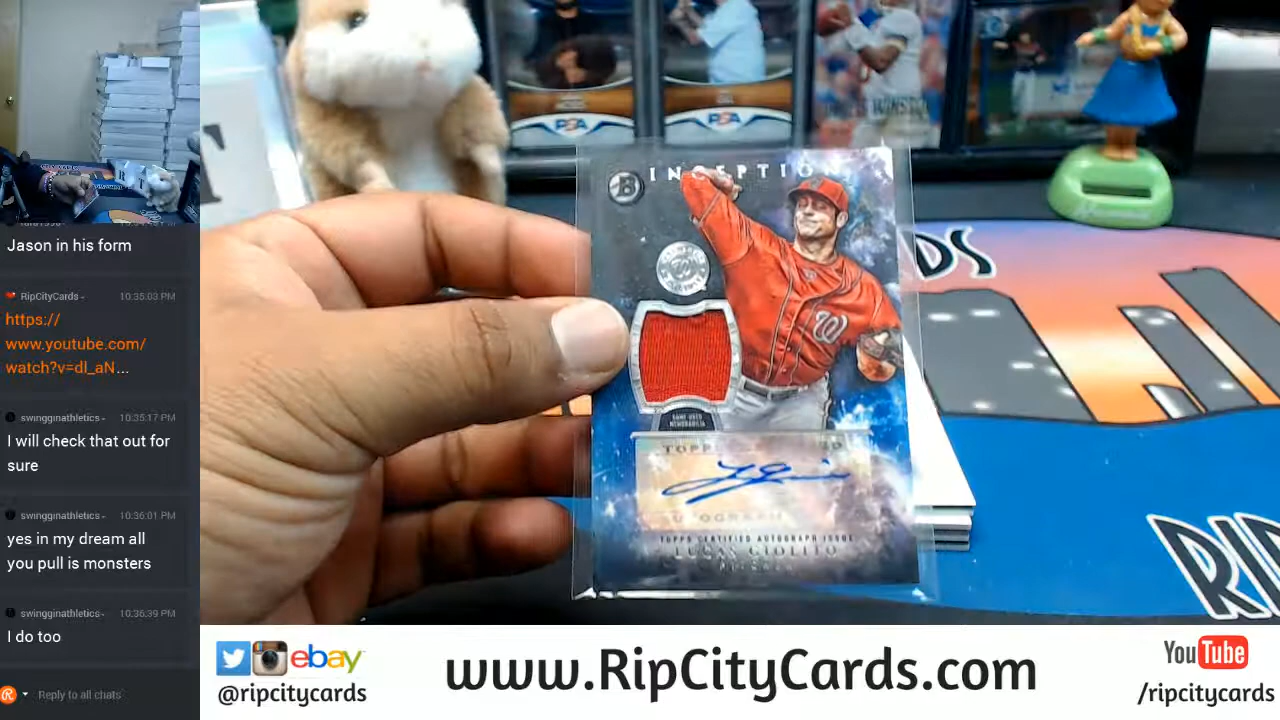 Jason in his form
RipCityCards - 10:35:03 PM
https://
www.youtube.com/
watch?v=dl_aN...
swingginathletics - 10:35:17 PM
I will check that out for
sure
swingginathletics - 10:36:01 PM
yes in my dream all
you pull is monsters
swingginathletics - 10:36:39 PM
I do too
Reply to all chats
PSA
PSA
INCEPTION
B
W
GAME-USED
MEMORABILIA
TOPPS CERTIFIED AUTOGRAPH ISSUE
LUCAS GIOLITO
PITCHER
DS
RIP
ebay
@ripcitycards
www.RipCityCards.com
YouTube
/ripcitycards